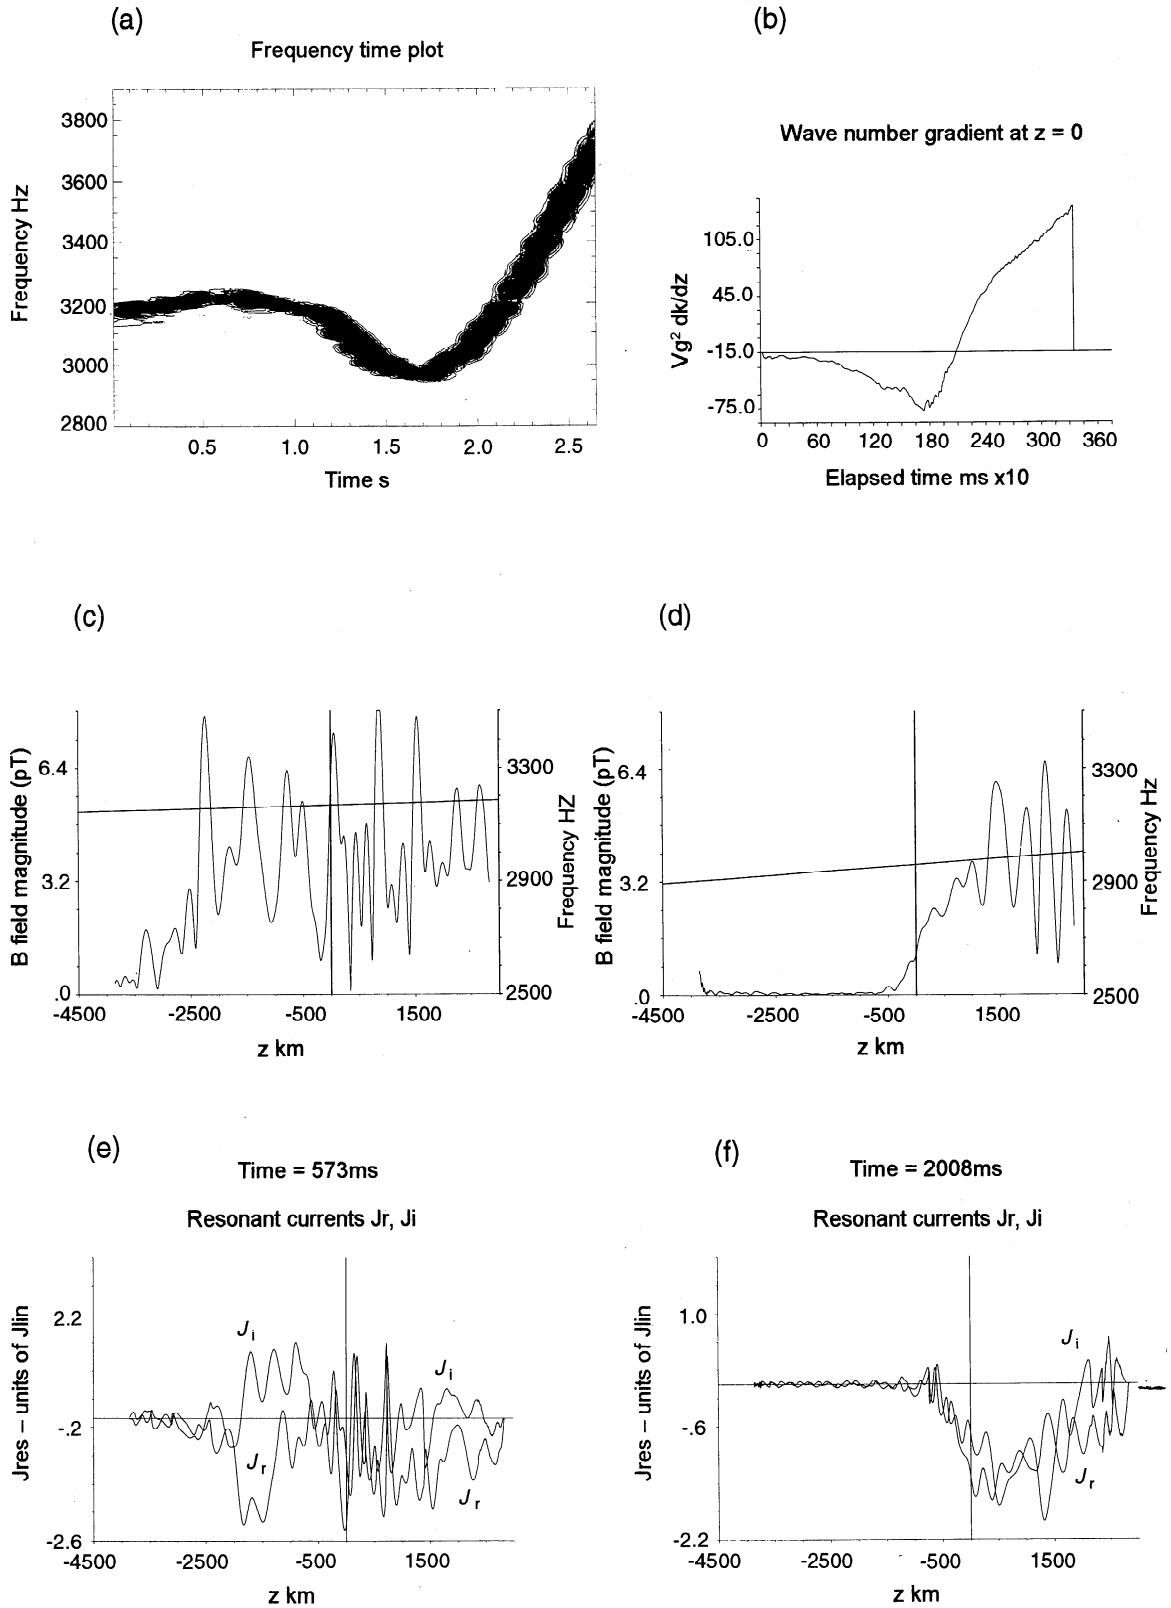 (a)
Frequency time plot
Frequency Hz
3800
3600
3400
3200
3000
2800
0.5 1.0 1.5 2.0 2.5
Time s
(b)
Wave number gradient at z = 0
Vg² dk/dz
105.0
45.0
-15.0
-75.0
0 60 120 180 240 300 360
Elapsed time ms x10
(c)
B field magnitude (pT)
6.4
3.2
.0
3300
2900
2500
Frequency HZ
-4500 -2500 -500 1500
z km
(d)
B field magnitude (pT)
6.4
3.2
.0
3300
2900
2500
Frequency Hz
-4500 -2500 -500 1500
z km
(e)
Time = 573ms
Resonant currents Jr, Ji
Jres – units of Jlin
2.2
-.2
-2.6
Ji
Ji
Jr
Jr
-4500 -2500 -500 1500
z km
(f)
Time = 2008ms
Resonant currents Jr, Ji
Jres – units of Jlin
1.0
-.6
-2.2
Ji
Jr
-4500 -2500 -500 1500
z km